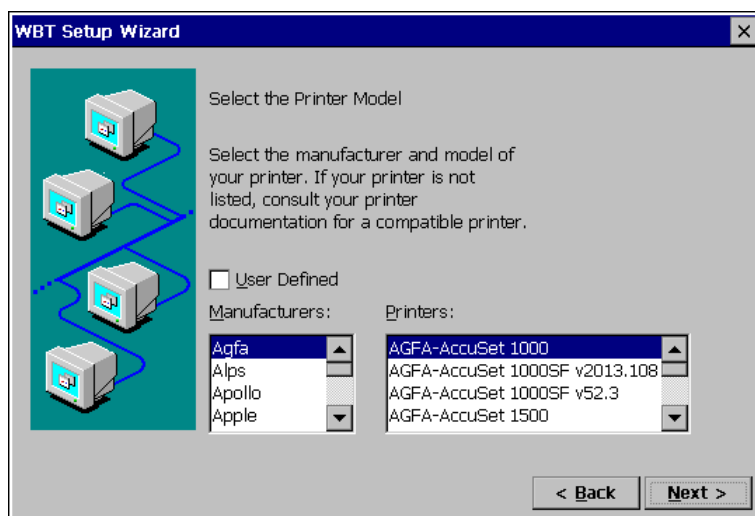 WBT Setup Wizard
Select the Printer Model
Select the manufacturer and model of
your printer. If your printer is not
listed, consult your printer
documentation for a compatible printer.
User Defined
Manufacturers:
Printers:
Agfa
Alps
Apollo
Apple
AGFA-AccuSet 1000
AGFA-AccuSet 1000SF v2013.108
AGFA-AccuSet 1000SF v52.3
AGFA-AccuSet 1500
< Back
Next >